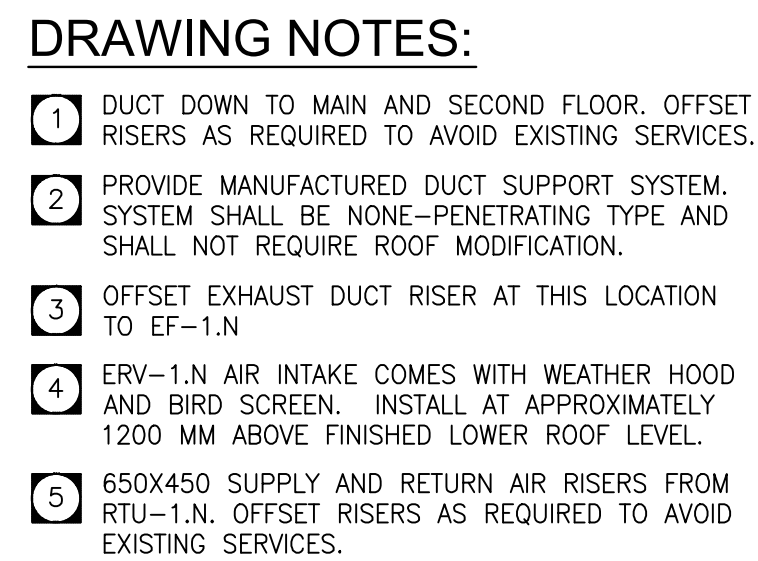 DRAWING NOTES:
1 DUCT DOWN TO MAIN AND SECOND FLOOR. OFFSET
RISERS AS REQUIRED TO AVOID EXISTING SERVICES.
2 PROVIDE MANUFACTURED DUCT SUPPORT SYSTEM.
SYSTEM SHALL BE NONE-PENETRATING TYPE AND
SHALL NOT REQUIRE ROOF MODIFICATION.
3 OFFSET EXHAUST DUCT RISER AT THIS LOCATION
TO EF-1.N
4 ERV-1.N AIR INTAKE COMES WITH WEATHER HOOD
AND BIRD SCREEN. INSTALL AT APPROXIMATELY
1200 MM ABOVE FINISHED LOWER ROOF LEVEL.
5 650X450 SUPPLY AND RETURN AIR RISERS FROM
RTU-1.N. OFFSET RISERS AS REQUIRED TO AVOID
EXISTING SERVICES.